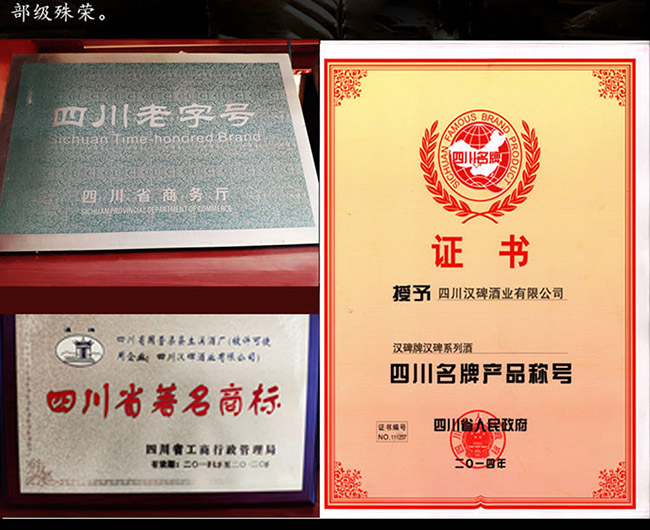 部级殊荣。
四川老字号
Sichuan Time-honored Brand
四川省商务厅
SICHUAN PROVINCIAL DEPARTMENT OF COMMERCE
四川省著名商标
四川省工商行政管理局
SICHUAN FAMOUS BRAND PRODUCT
四川名牌
证书
授予 四川汉碑酒业有限公司
汉碑牌汉碑系列酒
四川名牌产品称号
证书编号
四川省人民政府
二〇一四年